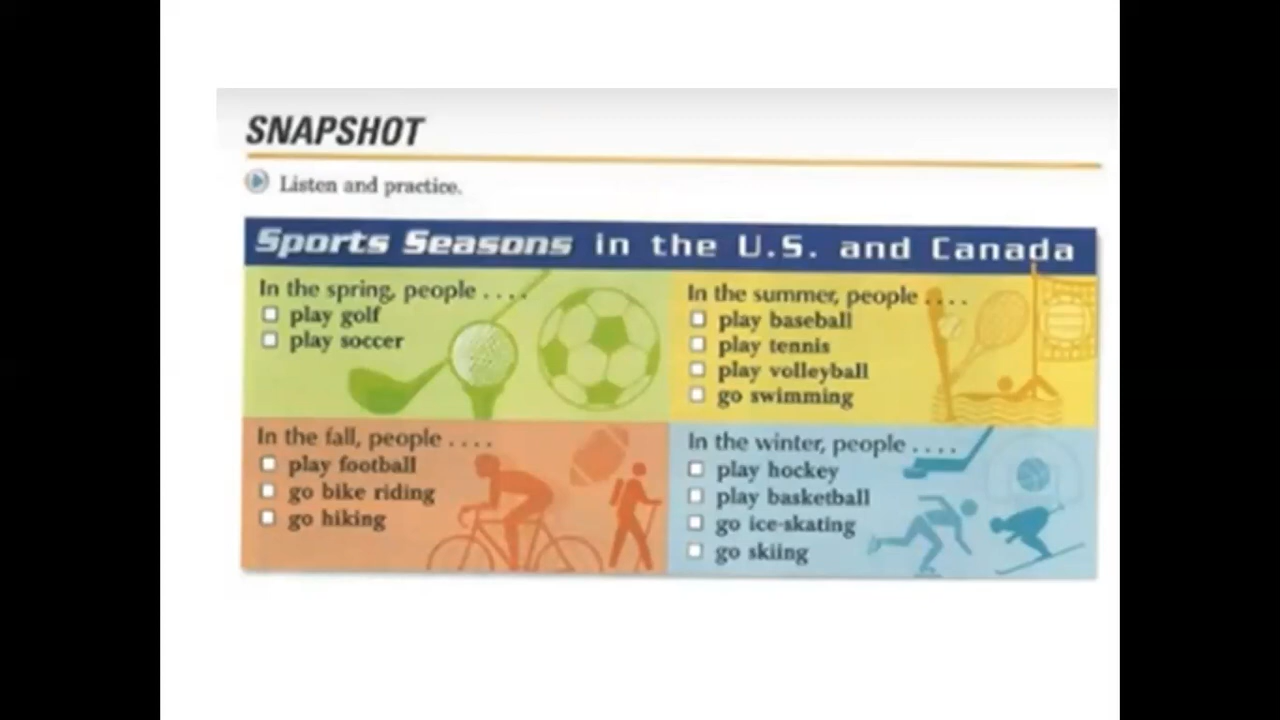 SNAPSHOT
Listen and practice.
Sports Seasons in the U.S. and Canada
In the spring, people ....
play golf
play soccer
In the summer, people ....
play baseball
play tennis
play volleyball
go swimming
In the fall, people ....
play football
go bike riding
go hiking
In the winter, people ....
play hockey
play basketball
go ice-skating
go skiing